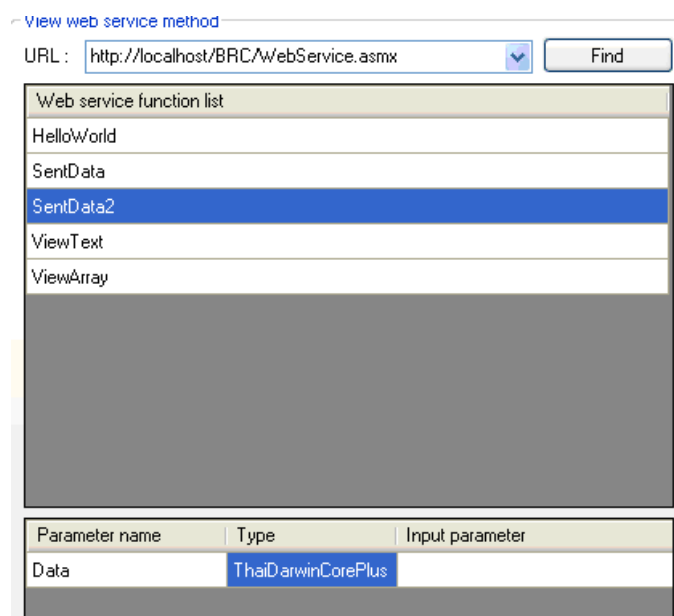 View web service method
URL : http://localhost/BRC/WebService.asmx Find
Web service function list
HelloWorld
SentData
SentData2
ViewText
ViewArray
Parameter name Type Input parameter
Data ThaiDarwinCorePlus